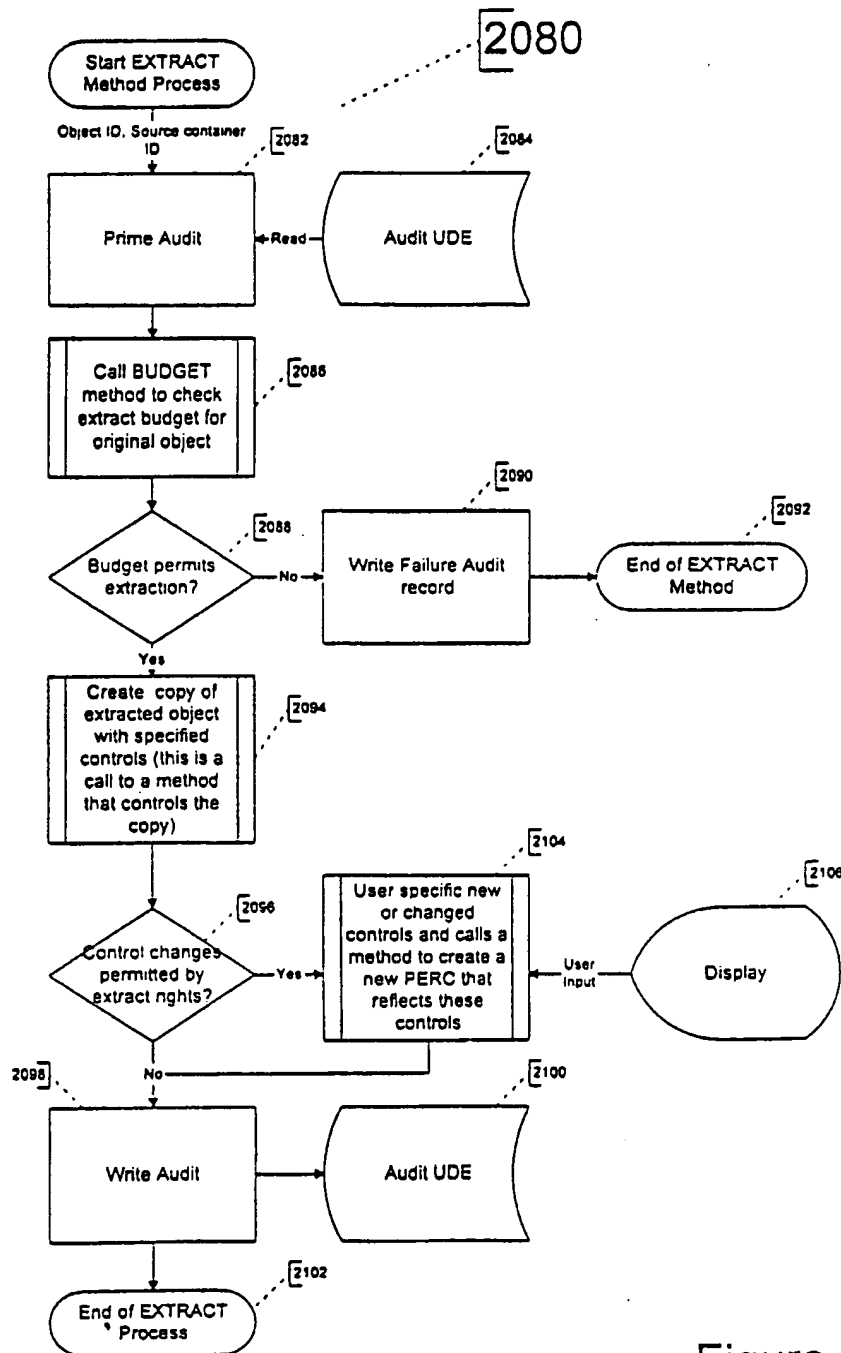 2080
Start EXTRACT
Method Process
Object ID, Source container
ID
2082
2084
Prime Audit
Read
Audit UDE
Call BUDGET
method to check
extract budget for
original object
2086
2088
Budget permits
extraction?
No
2090
Write Failure Audit
record
2092
End of EXTRACT
Method
Yes
Create copy of
extracted object
with specified
controls (this is a
call to a method
that controls the
copy)
2094
2096
Control changes
permitted by
extract rights?
Yes
2104
User specific new
or changed
controls and calls a
method to create a
new PERC that
reflects these
controls
User
Input
2106
Display
No
2098
Write Audit
2100
Audit UDE
2102
End of EXTRACT
Process